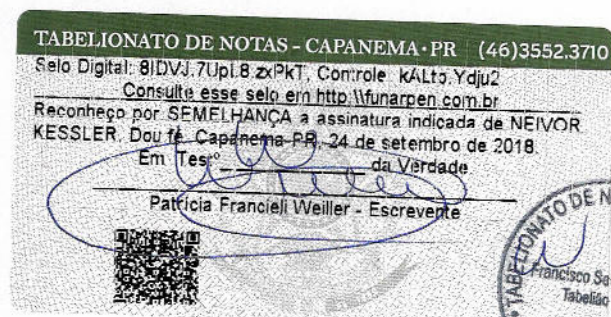 TABELIONATO DE NOTAS - CAPANEMA • PR (46)3552.3710
Selo Digital: 8IDVJ.7UpL8.zxPkT, Controle: kALto.Ydju2
Consulte esse selo em http:\\funarpen.com.br
Reconheço por SEMELHANÇA a assinatura indicada de NEIVOR
KESSLER. Dou fé. Capanema-PR, 24 de setembro de 2018.
Em Testº da Verdade
Patrícia Francieli Weiller - Escrevente
TABELIONATO DE N
Francisco Se
Tabelião